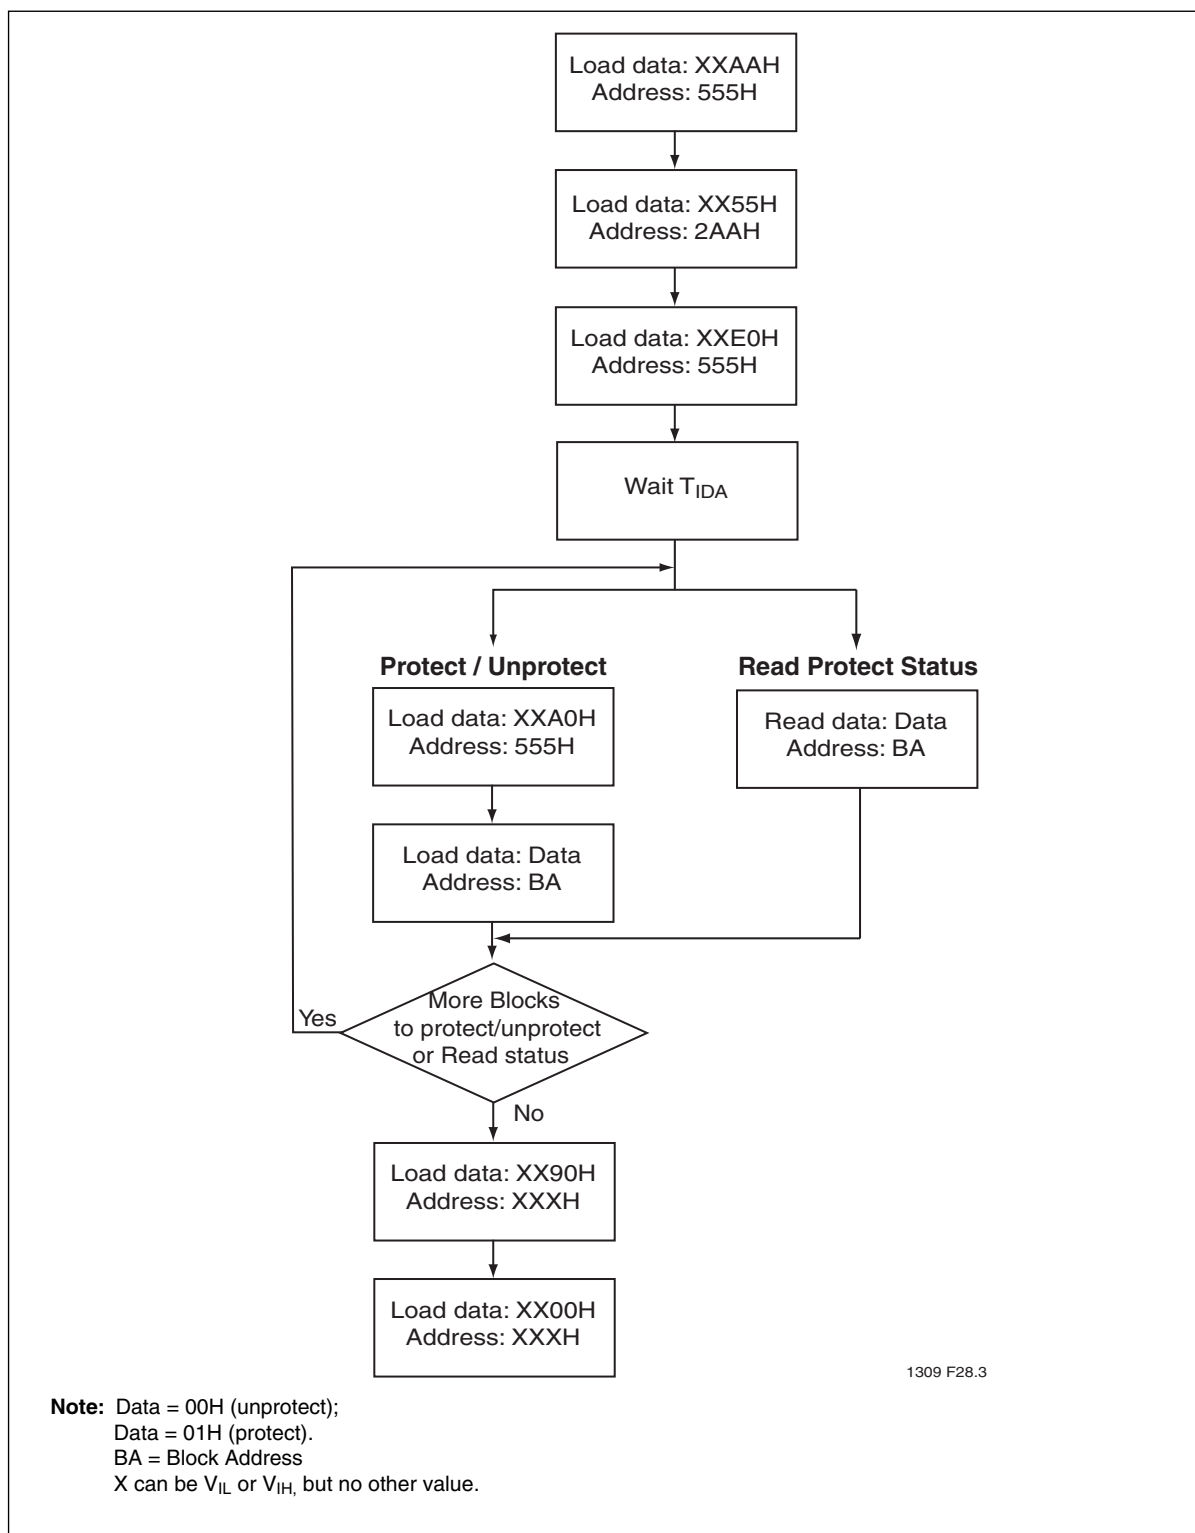 Load data: XXAAH
Address: 555H
Load data: XX55H
Address: 2AAH
Load data: XXE0H
Address: 555H
Wait TIDA
Protect / Unprotect
Load data: XXA0H
Address: 555H
Load data: Data
Address: BA
Read Protect Status
Read data: Data
Address: BA
More Blocks
to protect/unprotect
or Read status
Yes
No
Load data: XX90H
Address: XXXH
Load data: XX00H
Address: XXXH
1309 F28.3
Note: Data = 00H (unprotect);
Data = 01H (protect).
BA = Block Address
X can be VIL or VIH, but no other value.